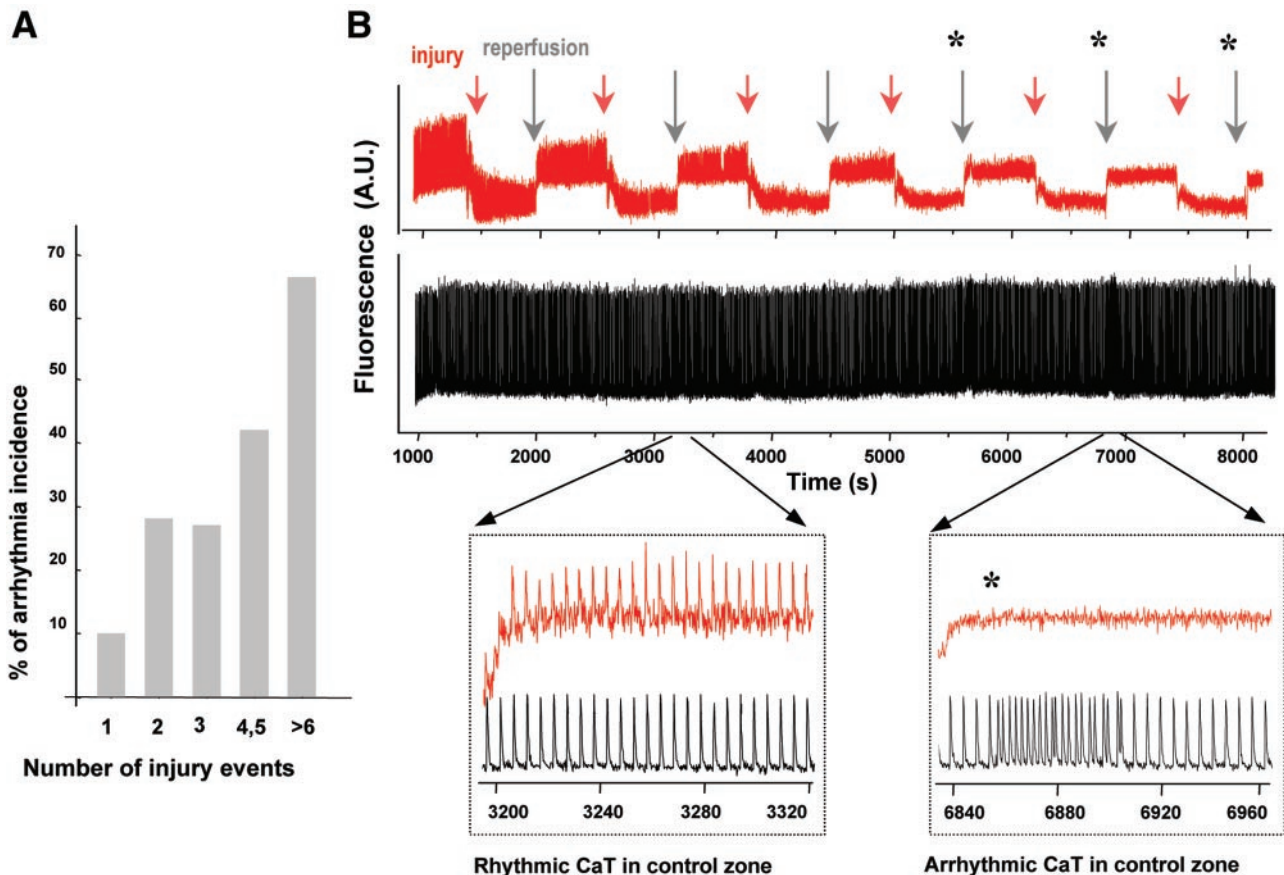 A
% of arrhythmia incidence
70
60
50
40
30
20
10
1 2 3 4,5 >6
Number of injury events
B
injury reperfusion * * *
Fluorescence (A.U.)
1000 2000 3000 4000 5000 6000 7000 8000
Time (s)
3200 3240 3280 3320
Rhythmic CaT in control zone
*
6840 6880 6920 6960
Arrhythmic CaT in control zone